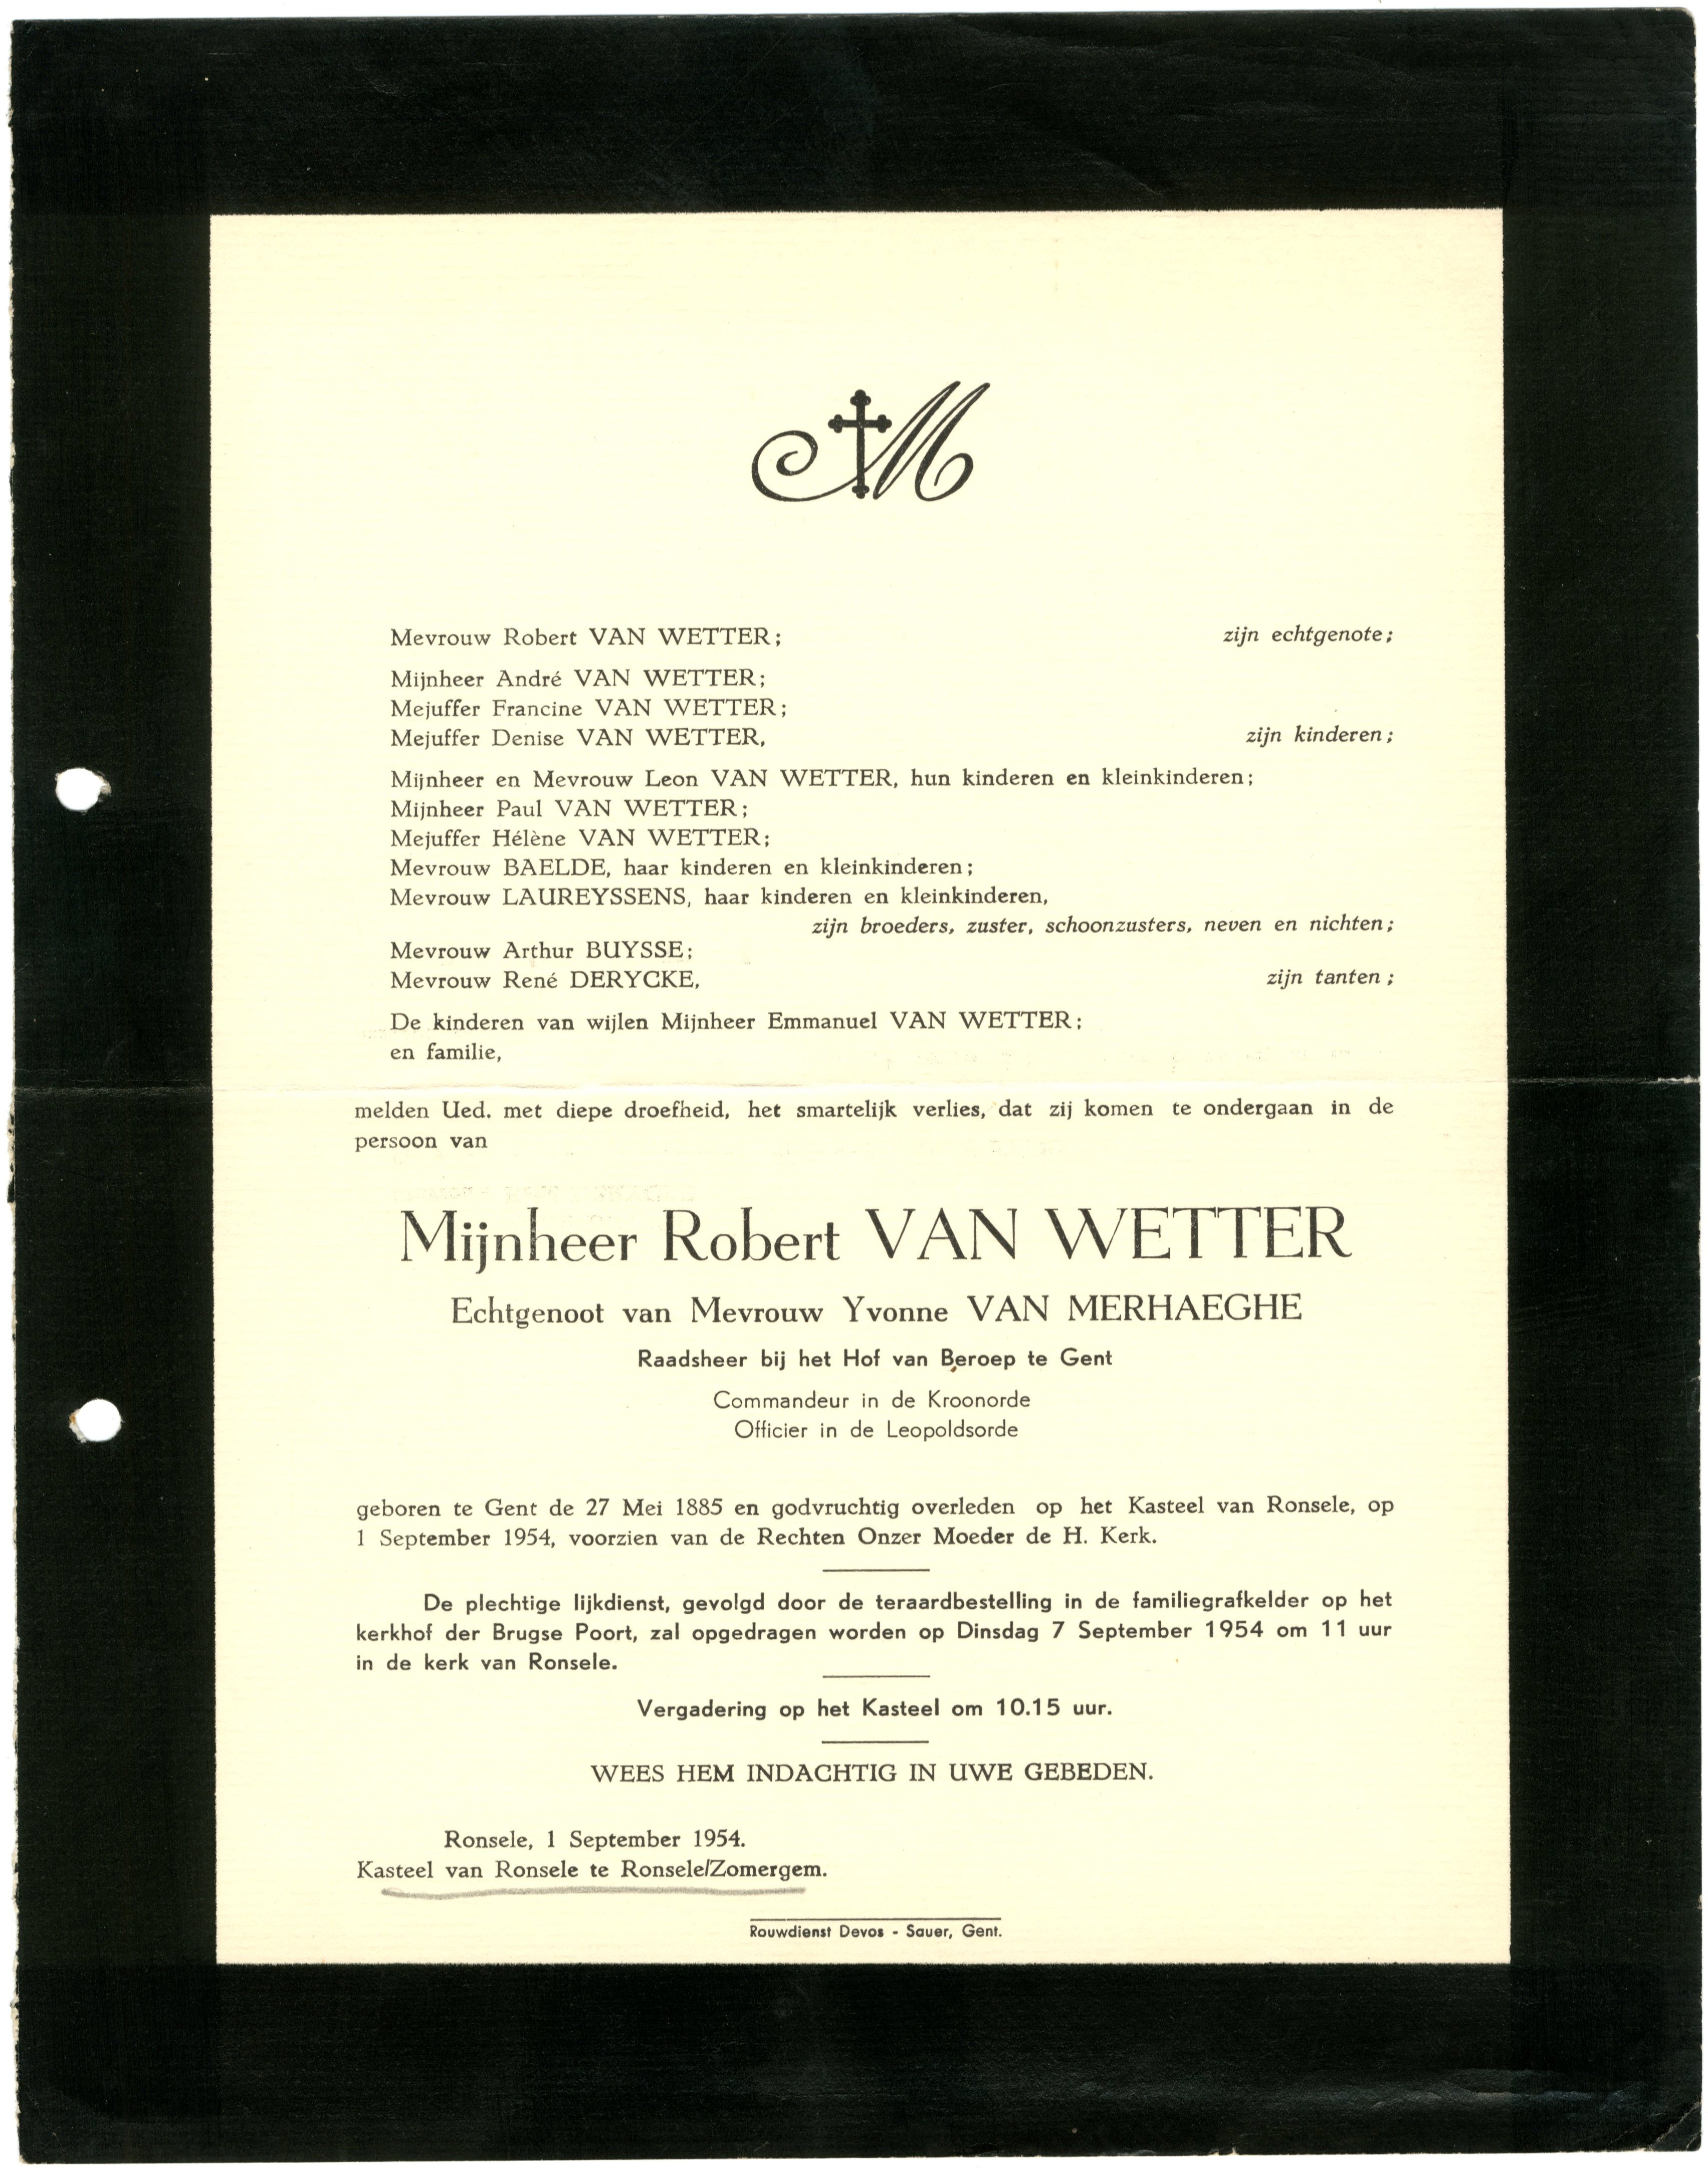 M
Mevrouw Robert VAN WETTER; zijn echtgenote;
Mijnheer André VAN WETTER;
Mejuffer Francine VAN WETTER;
Mejuffer Denise VAN WETTER, zijn kinderen;
Mijnheer en Mevrouw Leon VAN WETTER, hun kinderen en kleinkinderen;
Mijnheer Paul VAN WETTER;
Mejuffer Hélène VAN WETTER;
Mevrouw BAELDE, haar kinderen en kleinkinderen;
Mevrouw LAUREYSSENS, haar kinderen en kleinkinderen,
zijn broeders, zuster, schoonzusters, neven en nichten;
Mevrouw Arthur BUYSSE;
Mevrouw René DERYCKE, zijn tanten;
De kinderen van wijlen Mijnheer Emmanuel VAN WETTER;
en familie,
melden Ued. met diepe droefheid, het smartelijk verlies, dat zij komen te ondergaan in de
persoon van
Mijnheer Robert VAN WETTER
Echtgenoot van Mevrouw Yvonne VAN MERHAEGHE
Raadsheer bij het Hof van Beroep te Gent
Commandeur in de Kroonorde
Officier in de Leopoldsorde
geboren te Gent de 27 Mei 1885 en godvruchtig overleden op het Kasteel van Ronsele, op
1 September 1954, voorzien van de Rechten Onzer Moeder de H. Kerk.
De plechtige lijkdienst, gevolgd door de teraardbestelling in de familiegrafkelder op het
kerkhof der Brugse Poort, zal opgedragen worden op Dinsdag 7 September 1954 om 11 uur
in de kerk van Ronsele.
Vergadering op het Kasteel om 10.15 uur.
WEES HEM INDACHTIG IN UWE GEBEDEN.
Ronsele, 1 September 1954.
Kasteel van Ronsele te Ronsele/Zomergem.
Rouwdienst Devos - Sauer, Gent.